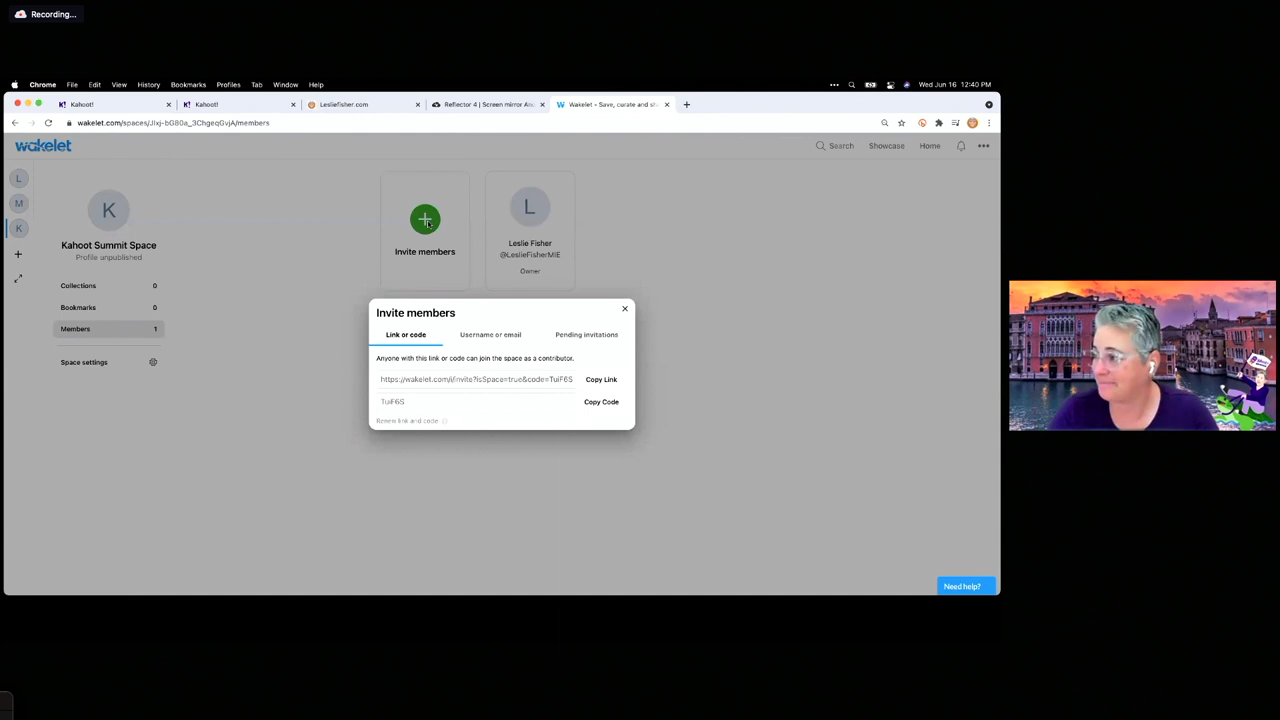 Recording...
Chrome File Edit View History Bookmarks Profiles Tab Window Help
Wed Jun 16 12:40 PM
Kahoot!
Kahoot!
Lesliefisher.com
Reflector 4 | Screen mirror An
Wakelet - Save, curate and sh
wakelet.com/spaces/JIxj-bG80a_3ChgeqGvjA/members
wakelet
Search
Showcase
Home
L
M
K
K
Kahoot Summit Space
Profile unpublished
Collections 0
Bookmarks 0
Members 1
Space settings
Invite members
L
Leslie Fisher
@LeslieFisherMIE
Owner
Invite members
Link or code
Username or email
Pending invitations
Anyone with this link or code can join the space as a contributor.
https://wakelet.com/i/invite?isSpace=true&code=TuiF6S
Copy Link
TuiF6S
Copy Code
Renew link and code
Need help?